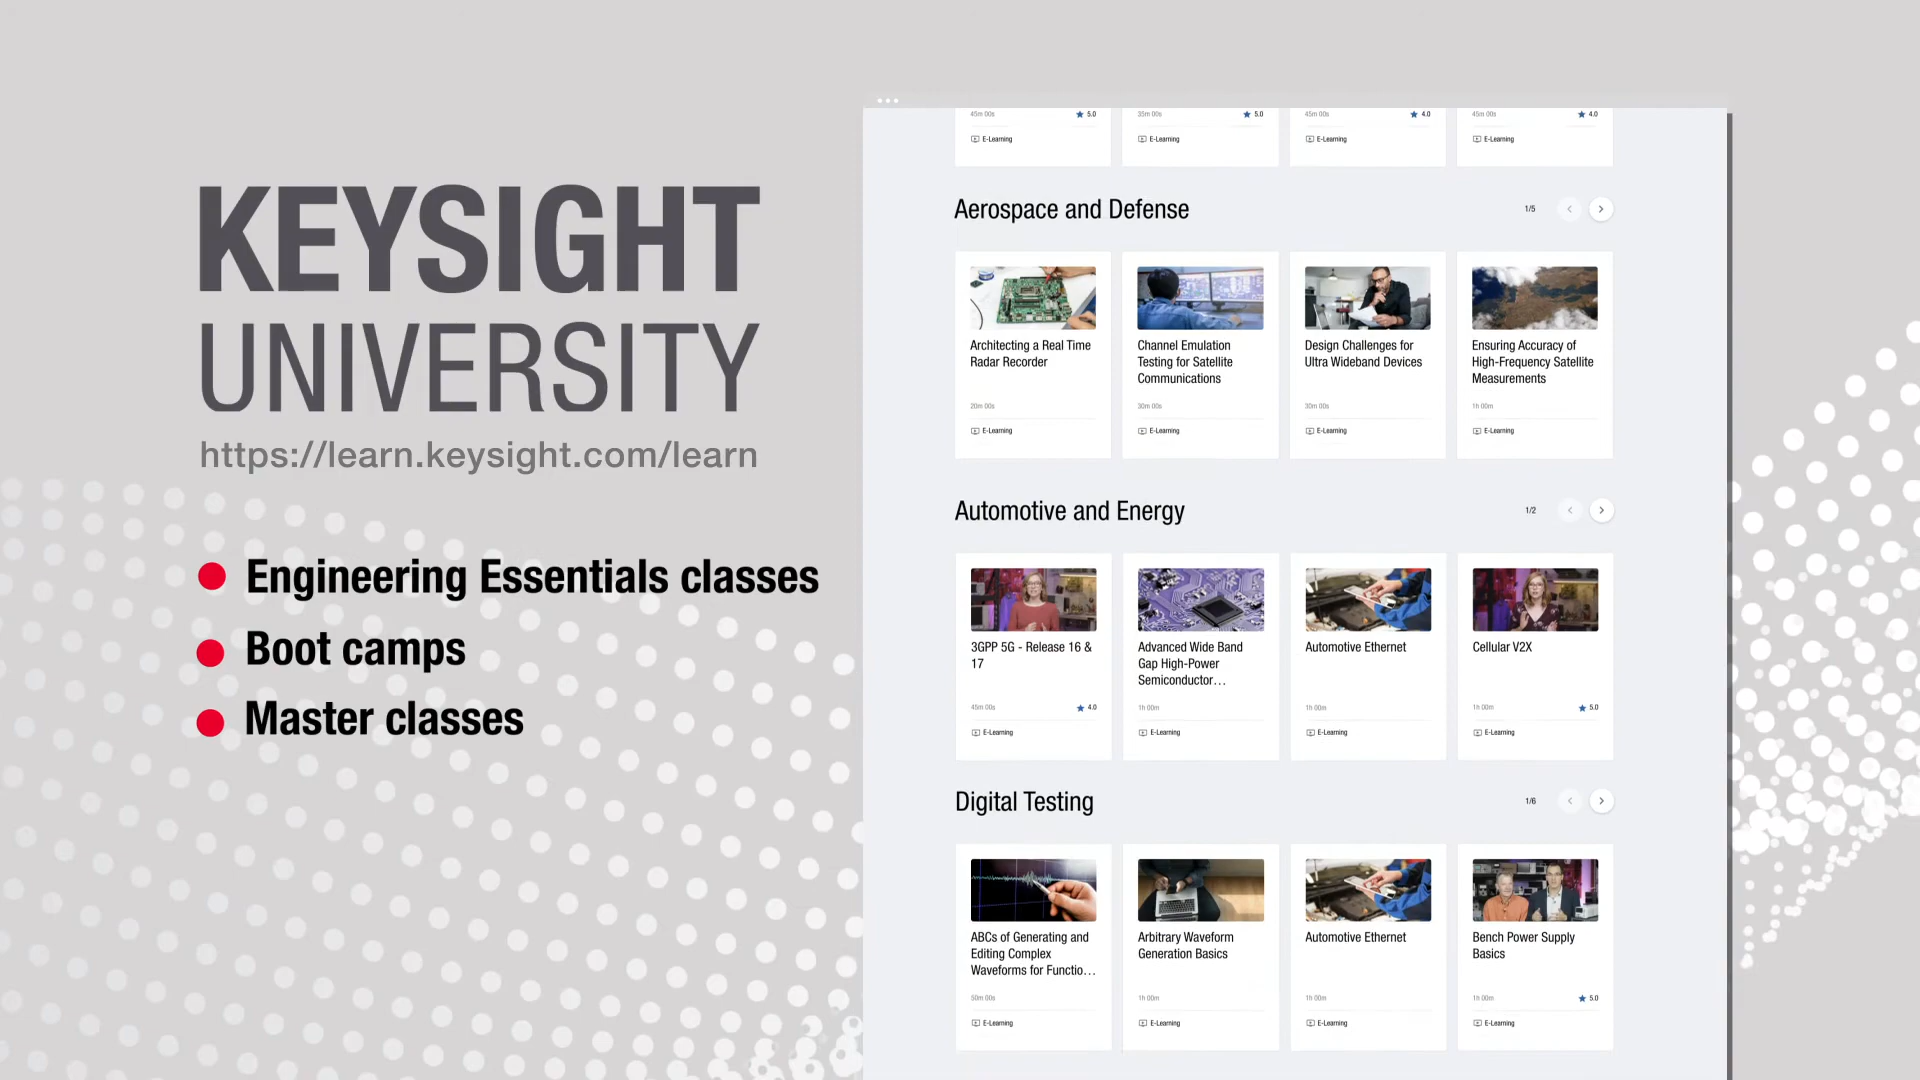 KEYSIGHT
UNIVERSITY
https://learn.keysight.com/learn
Engineering Essentials classes
Boot camps
Master classes
45m 00s 5.0 35m 00s 5.0 45m 00s 4.0 45m 00s 4.0
E-Learning E-Learning E-Learning E-Learning
Aerospace and Defense 1/5
Architecting a Real Time
Radar Recorder
20m 00s
E-Learning
Channel Emulation
Testing for Satellite
Communications
30m 00s
E-Learning
Design Challenges for
Ultra Wideband Devices
30m 00s
E-Learning
Ensuring Accuracy of
High-Frequency Satellite
Measurements
1h 00m
E-Learning
Automotive and Energy 1/2
3GPP 5G - Release 16 &
17
45m 00s 4.0
E-Learning
Advanced Wide Band
Gap High-Power
Semiconductor…
1h 00m
E-Learning
Automotive Ethernet
1h 00m
E-Learning
Cellular V2X
1h 00m 5.0
E-Learning
Digital Testing 1/6
ABCs of Generating and
Editing Complex
Waveforms for Functio…
50m 00s
E-Learning
Arbitrary Waveform
Generation Basics
1h 00m
E-Learning
Automotive Ethernet
1h 00m
E-Learning
Bench Power Supply
Basics
1h 00m 5.0
E-Learning